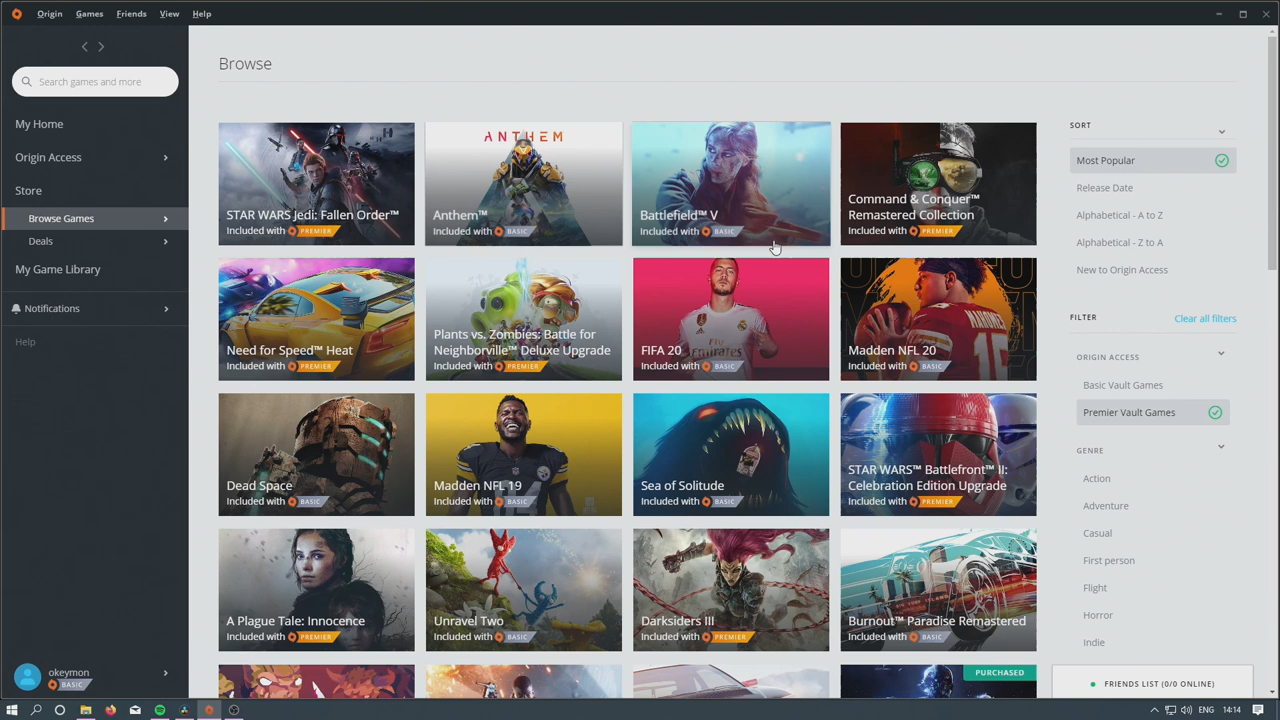 Origin Games Friends View Help
Search games and more
My Home
Origin Access
Store
Browse Games
Deals
My Game Library
Notifications
Help
okeymon
BASIC
Browse
STAR WARS Jedi: Fallen Order™
Included with PREMIER
ANTHEM
Anthem™
Included with BASIC
Battlefield™ V
Included with BASIC
Command & Conquer™
Remastered Collection
Included with PREMIER
Need for Speed™ Heat
Included with PREMIER
Plants vs. Zombies: Battle for
Neighborville™ Deluxe Upgrade
Included with PREMIER
Fly
Emirates
FIFA 20
Included with BASIC
MAHOMES
15
Madden NFL 20
Included with BASIC
Dead Space
Included with BASIC
Madden NFL 19
Included with BASIC
Sea of Solitude
Included with BASIC
STAR WARS™ Battlefront™ II:
Celebration Edition Upgrade
Included with PREMIER
A Plague Tale: Innocence
Included with PREMIER
Unravel Two
Included with BASIC
Darksiders III
Included with PREMIER
Burnout™ Paradise Remastered
Included with BASIC
PURCHASED
SORT
Most Popular
Release Date
Alphabetical - A to Z
Alphabetical - Z to A
New to Origin Access
FILTER Clear all filters
ORIGIN ACCESS
Basic Vault Games
Premier Vault Games
GENRE
Action
Adventure
Casual
First person
Flight
Horror
Indie
FRIENDS LIST (0/0 ONLINE)
ENG 14:14